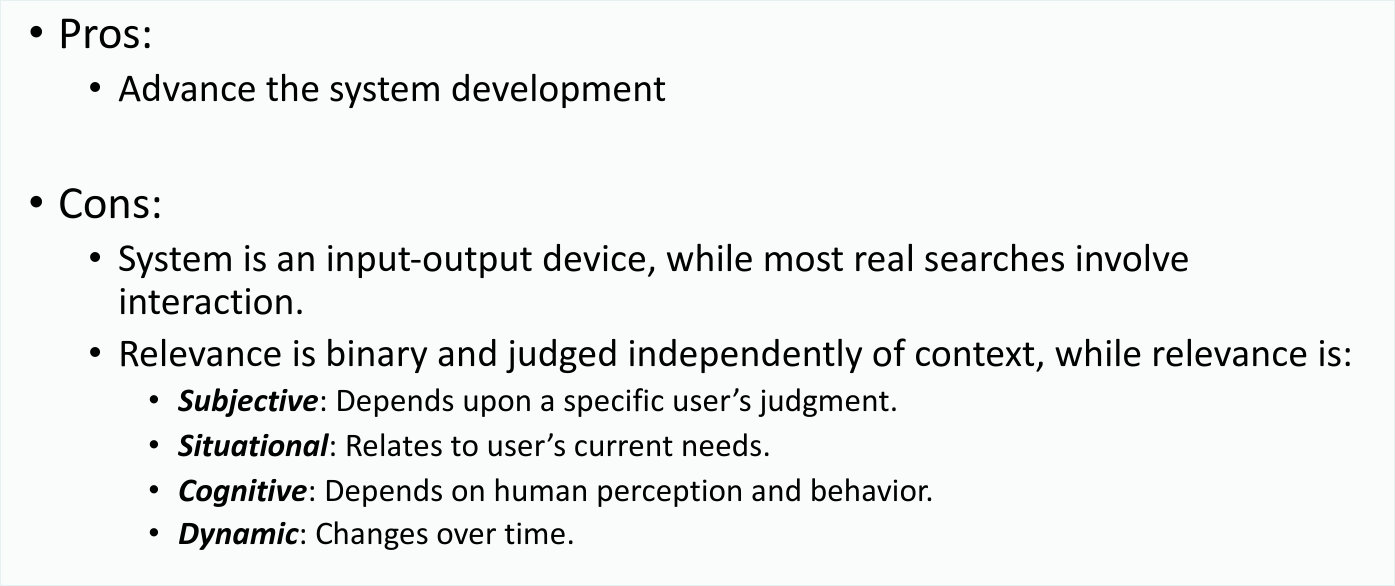 • Pros:
• Advance the system development
• Cons:
• System is an input-output device, while most real searches involve
interaction.
• Relevance is binary and judged independently of context, while relevance is:
• Subjective: Depends upon a specific user’s judgment.
• Situational: Relates to user’s current needs.
• Cognitive: Depends on human perception and behavior.
• Dynamic: Changes over time.